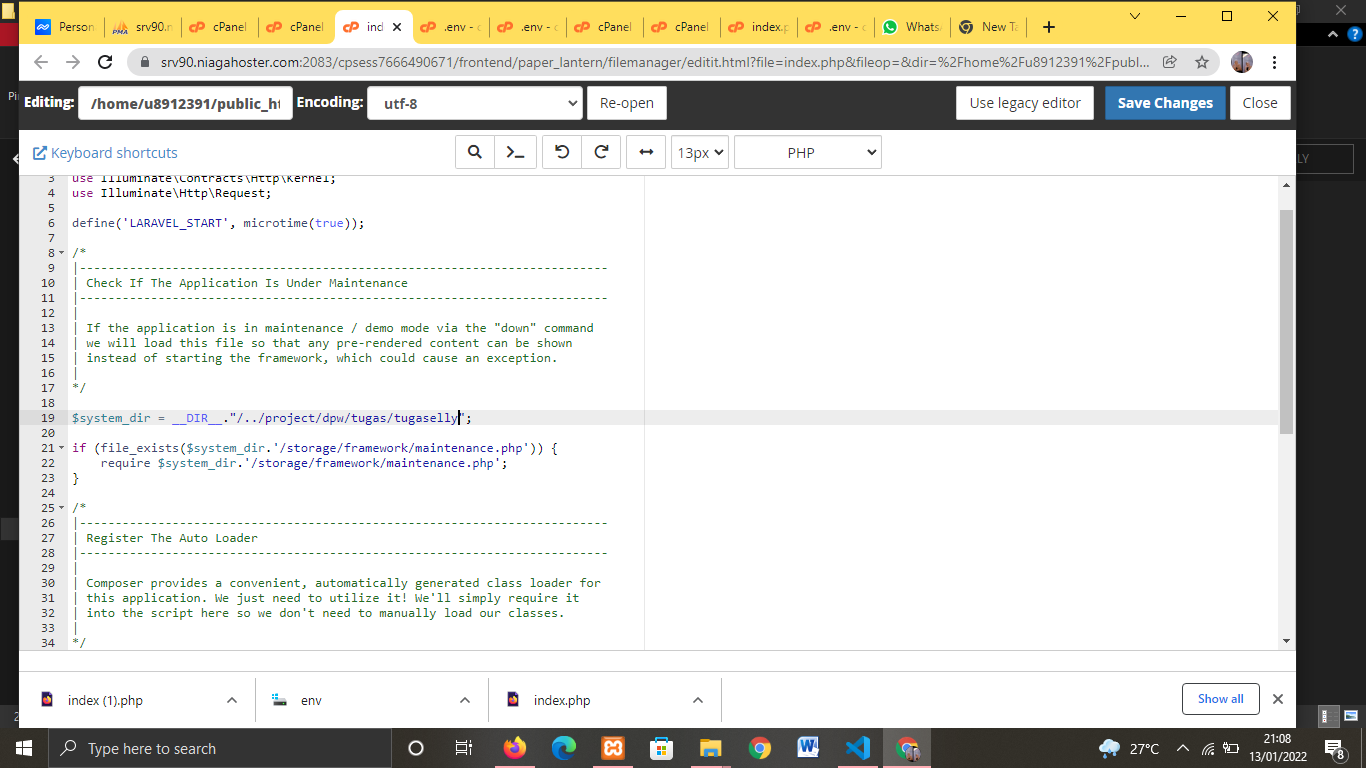 Person
srv90.n
cPanel
cPanel
ind
.env - c
.env - c
cPanel
cPanel
index.p
.env - c
Whats
New Ta
srv90.niagahoster.com:2083/cpsess7666490671/frontend/paper_lantern/filemanager/editit.html?file=index.php&fileop=&dir=%2Fhome%2Fu8912391%2Fpubl...
Editing: /home/u8912391/public_ht Encoding: utf-8 Re-open Use legacy editor Save Changes Close
Keyboard shortcuts 13px PHP
3 use Illuminate\Contracts\Http\Kernel;
4 use Illuminate\Http\Request;
5
6 define('LARAVEL_START', microtime(true));
7
8 /*
9 |--------------------------------------------------------------------------
10 | Check If The Application Is Under Maintenance
11 |--------------------------------------------------------------------------
12 |
13 | If the application is in maintenance / demo mode via the "down" command
14 | we will load this file so that any pre-rendered content can be shown
15 | instead of starting the framework, which could cause an exception.
16 |
17 */
18
19 $system_dir = __DIR__."/../project/dpw/tugas/tugaselly";
20
21 if (file_exists($system_dir.'/storage/framework/maintenance.php')) {
22 require $system_dir.'/storage/framework/maintenance.php';
23 }
24
25 /*
26 |--------------------------------------------------------------------------
27 | Register The Auto Loader
28 |--------------------------------------------------------------------------
29 |
30 | Composer provides a convenient, automatically generated class loader for
31 | this application. We just need to utilize it! We'll simply require it
32 | into the script here so we don't need to manually load our classes.
33 |
34 */
index (1).php
env
index.php
Show all
Type here to search
27°C
21:08
13/01/2022
8